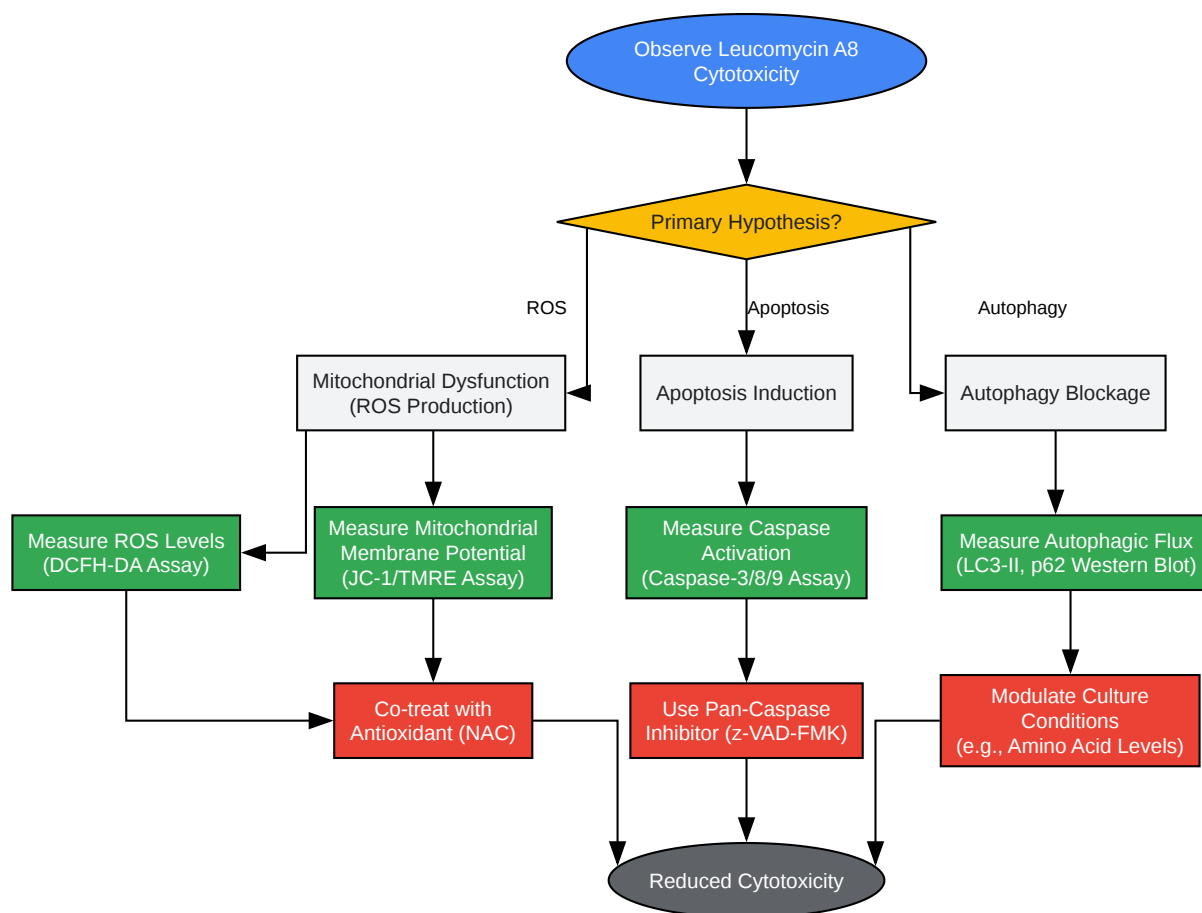 Observe Leucomycin A8
Cytotoxicity
Primary Hypothesis?
ROS
Apoptosis
Autophagy
Mitochondrial Dysfunction
(ROS Production)
Apoptosis Induction
Autophagy Blockage
Measure ROS Levels
(DCFH-DA Assay)
Measure Mitochondrial
Membrane Potential
(JC-1/TMRE Assay)
Measure Caspase
Activation
(Caspase-3/8/9 Assay)
Measure Autophagic Flux
(LC3-II, p62 Western Blot)
Co-treat with
Antioxidant (NAC)
Use Pan-Caspase
Inhibitor (z-VAD-FMK)
Modulate Culture
Conditions
(e.g., Amino Acid Levels)
Reduced Cytotoxicity